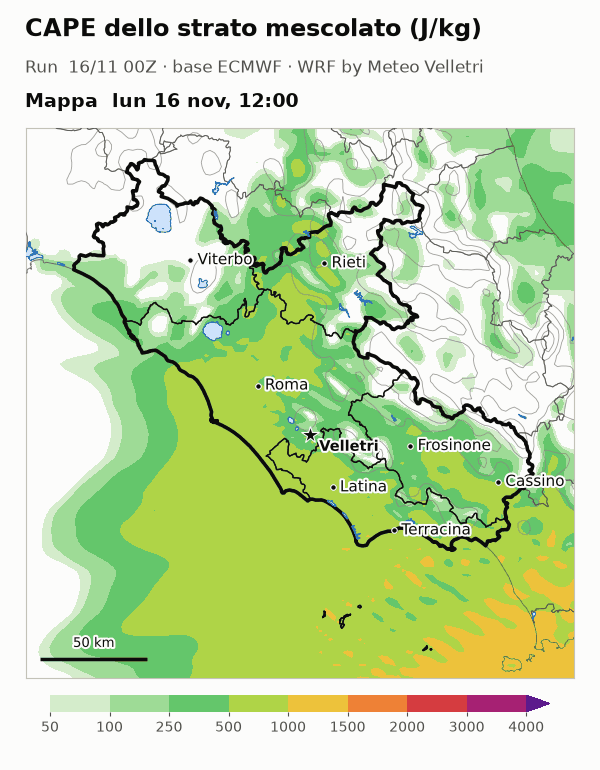 CAPE dello strato mescolato (J/kg)
Run  16/11 00Z · base ECMWF · WRF by Meteo Velletri
Mappa  lun 16 nov, 12:00
Viterbo
Rieti
Roma
Velletri
Frosinone
Latina
Cassino
Terracina
50 km
50 100 250 500 1000 1500 2000 3000 4000